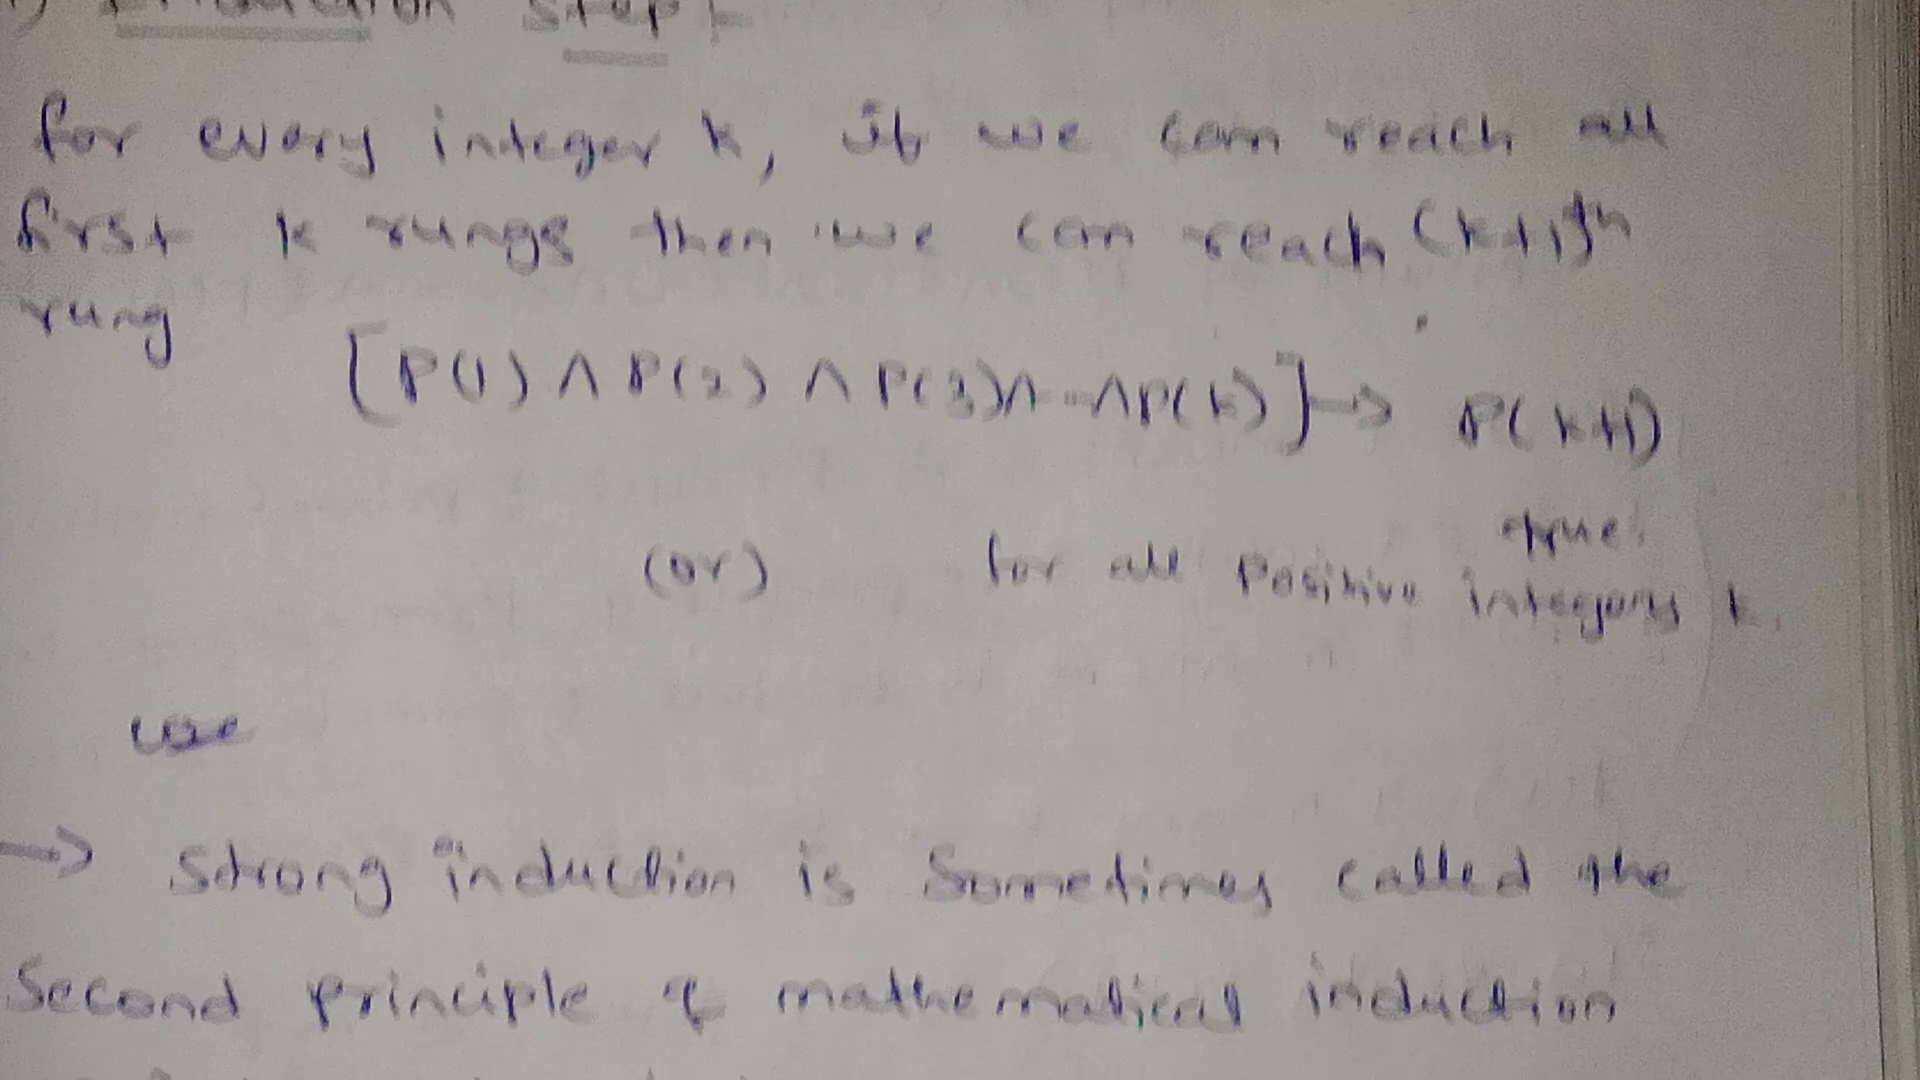 Induction step :-
for every integer k, if we can reach all
first k rungs then we can reach (k+1)th
rung
[P(1) ∧ P(2) ∧ P(3) ∧ -- ∧ P(k)] → P(k+1)
true.
(or) for all Positive integers k.
use
→ Strong induction is Sometimes called the
Second principle of mathematical induction